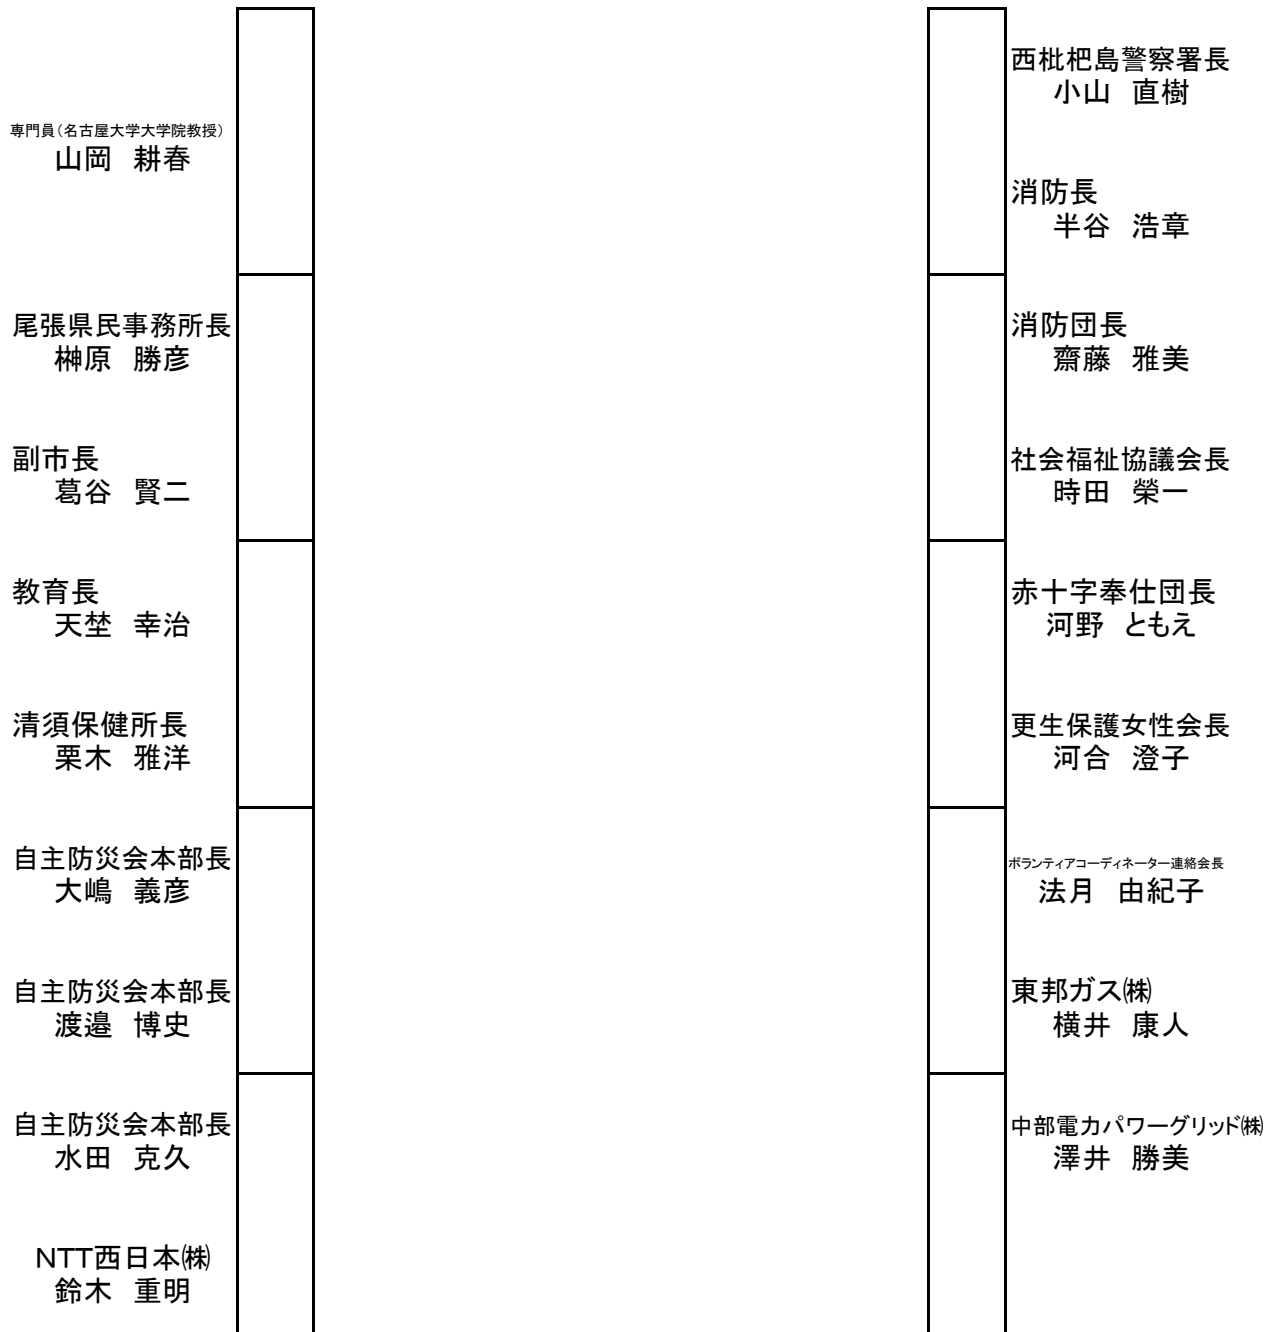 専門員（名古屋大学大学院教授）
山岡　耕春
尾張県民事務所長
榊原　勝彦
副市長
葛谷　賢二
教育長
天埜　幸治
清須保健所長
栗木　雅洋
自主防災会本部長
大嶋　義彦
自主防災会本部長
渡邉　博史
自主防災会本部長
水田　克久
NTT西日本㈱
鈴木　重明
西枇杷島警察署長
小山　直樹
消防長
半谷　浩章
消防団長
齋藤　雅美
社会福祉協議会長
時田　榮一
赤十字奉仕団長
河野　ともえ
更生保護女性会長
河合　澄子
ボランティアコーディネーター連絡会長
法月　由紀子
東邦ガス㈱
横井　康人
中部電力パワーグリッド㈱
澤井　勝美